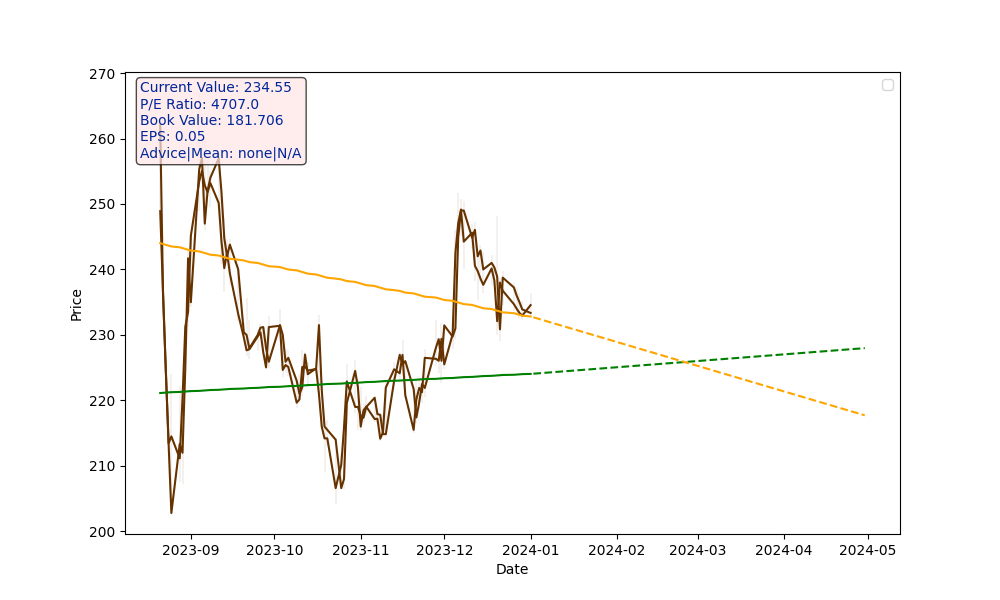 Current Value: 234.55
P/E Ratio: 4707.0
Book Value: 181.706
EPS: 0.05
Advice|Mean: none|N/A
270
260
250
240
230
220
210
200
Price
2023-09 2023-10 2023-11 2023-12 2024-01 2024-02 2024-03 2024-04 2024-05
Date